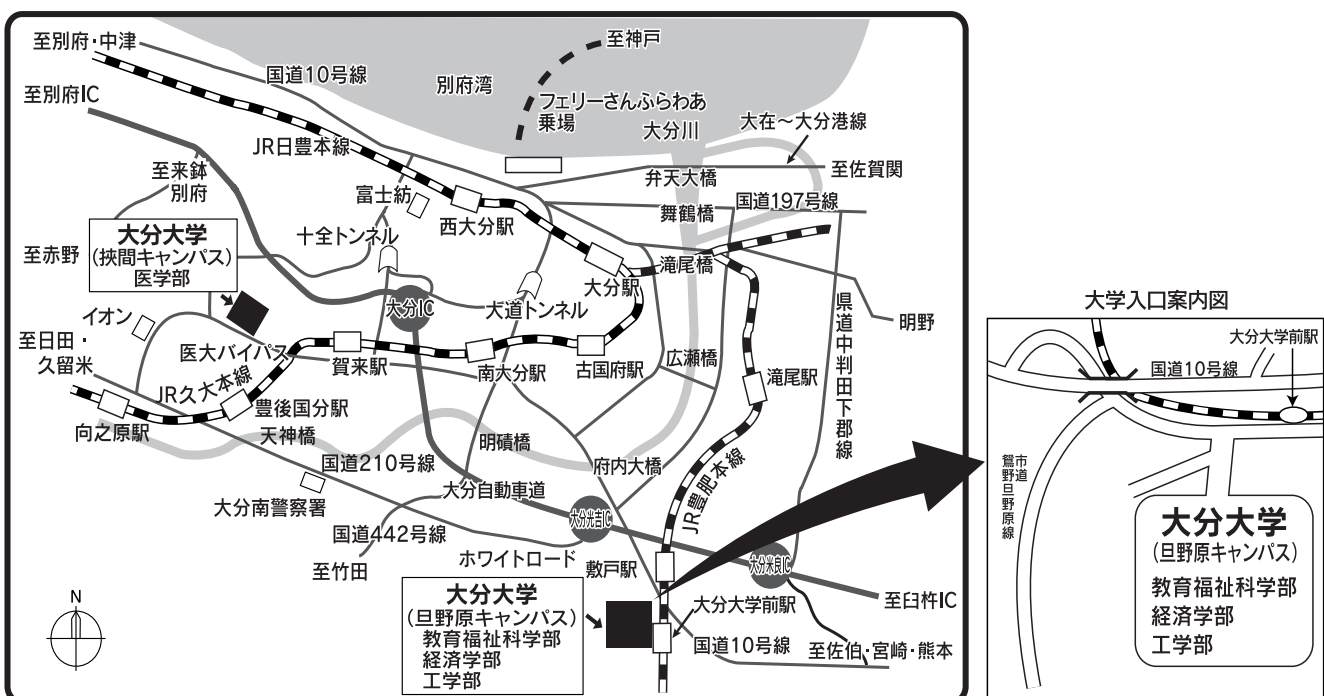 至別府・中津
国道10号線
至別府IC
JR日豊本線
別府湾
至神戸
フェリーさんふらわあ
乗場
大分川
大在～大分港線
至佐賀関
弁天大橋
国道197号線
舞鶴橋
至来鉢
別府
富士紡
西大分駅
大分大学
(挾間キャンパス)
医学部
十全トンネル
至赤野
滝尾橋
大分駅
大分IC
大道トンネル
イオン
至日田・
久留米
医大バイパス
賀来駅
南大分駅
古国府駅
広瀬橋
滝尾駅
県道中判田下郡線
明野
JR久大本線
豊後国分駅
向之原駅
天神橋
明磧橋
府内大橋
国道210号線
大分自動車道
大分南警察署
国道442号線
至竹田
ホワイトロード
大分光吉IC
JR豊肥本線
敷戸駅
大分米良IC
至臼杵IC
大分大学
(旦野原キャンパス)
教育福祉科学部
経済学部
工学部
大分大学前駅
国道10号線
至佐伯・宮崎・熊本
N
大学入口案内図
大分大学前駅
国道10号線
市道
鴛野旦野原線
大分大学
(旦野原キャンパス)
教育福祉科学部
経済学部
工学部